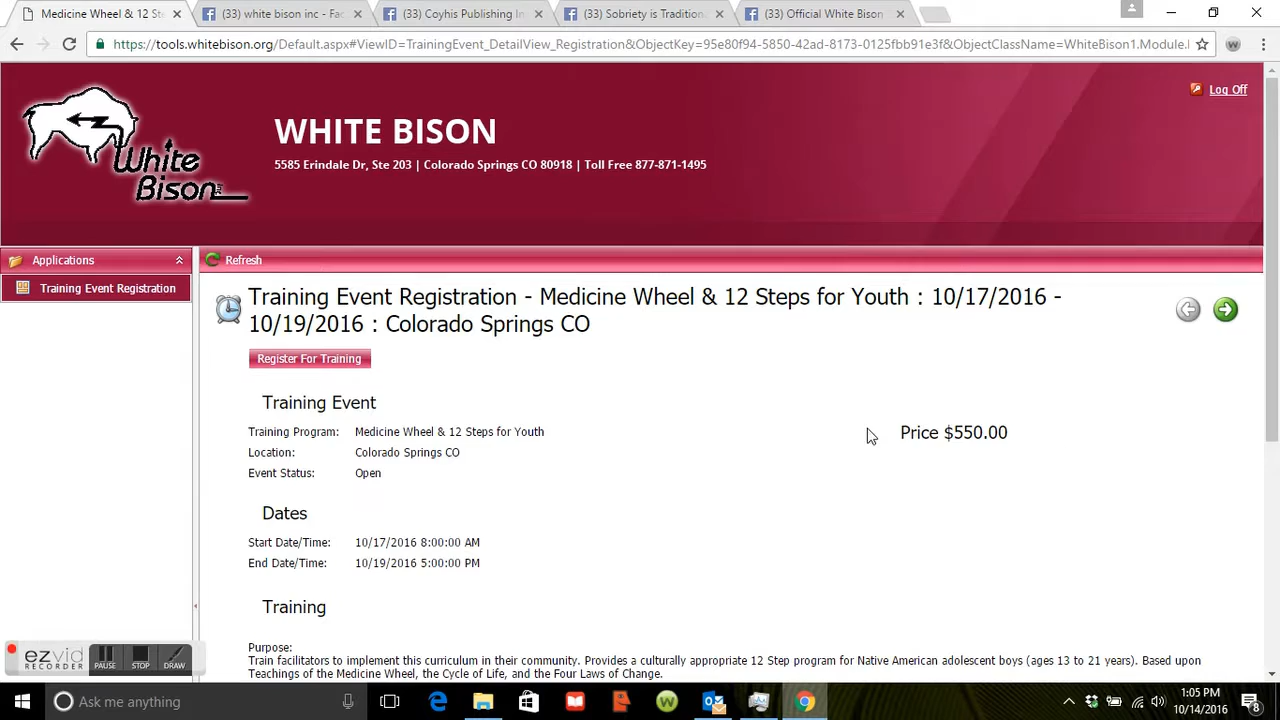 Medicine Wheel & 12 St
(33) white bison inc - Fac
(33) Coyhis Publishing In
(33) Sobriety is Tradition
(33) Official White Bison
https://tools.whitebison.org/Default.aspx?ViewID=TrainingEvent_DetailView_Registration&ObjectKey=95e80f94-5850-42ad-8173-0125fbb91e3f&ObjectClassName=WhiteBison1.Module.
Log Off
White
Bison
WHITE BISON
5585 Erindale Dr, Ste 203 | Colorado Springs CO 80918 | Toll Free 877-871-1495
Applications
Training Event Registration
Refresh
Training Event Registration - Medicine Wheel & 12 Steps for Youth : 10/17/2016 -
10/19/2016 : Colorado Springs CO
Register For Training
Training Event
Training Program: Medicine Wheel & 12 Steps for Youth
Price $550.00
Location: Colorado Springs CO
Event Status: Open
Dates
Start Date/Time: 10/17/2016 8:00:00 AM
End Date/Time: 10/19/2016 5:00:00 PM
Training
Purpose:
Train facilitators to implement this curriculum in their community. Provides a culturally appropriate 12 Step program for Native American adolescent boys (ages 13 to 21 years). Based upon
Teachings of the Medicine Wheel, the Cycle of Life, and the Four Laws of Change.
ezvid
RECORDER
PAUSE
STOP
DRAW
Ask me anything
1:05 PM
10/14/2016
8